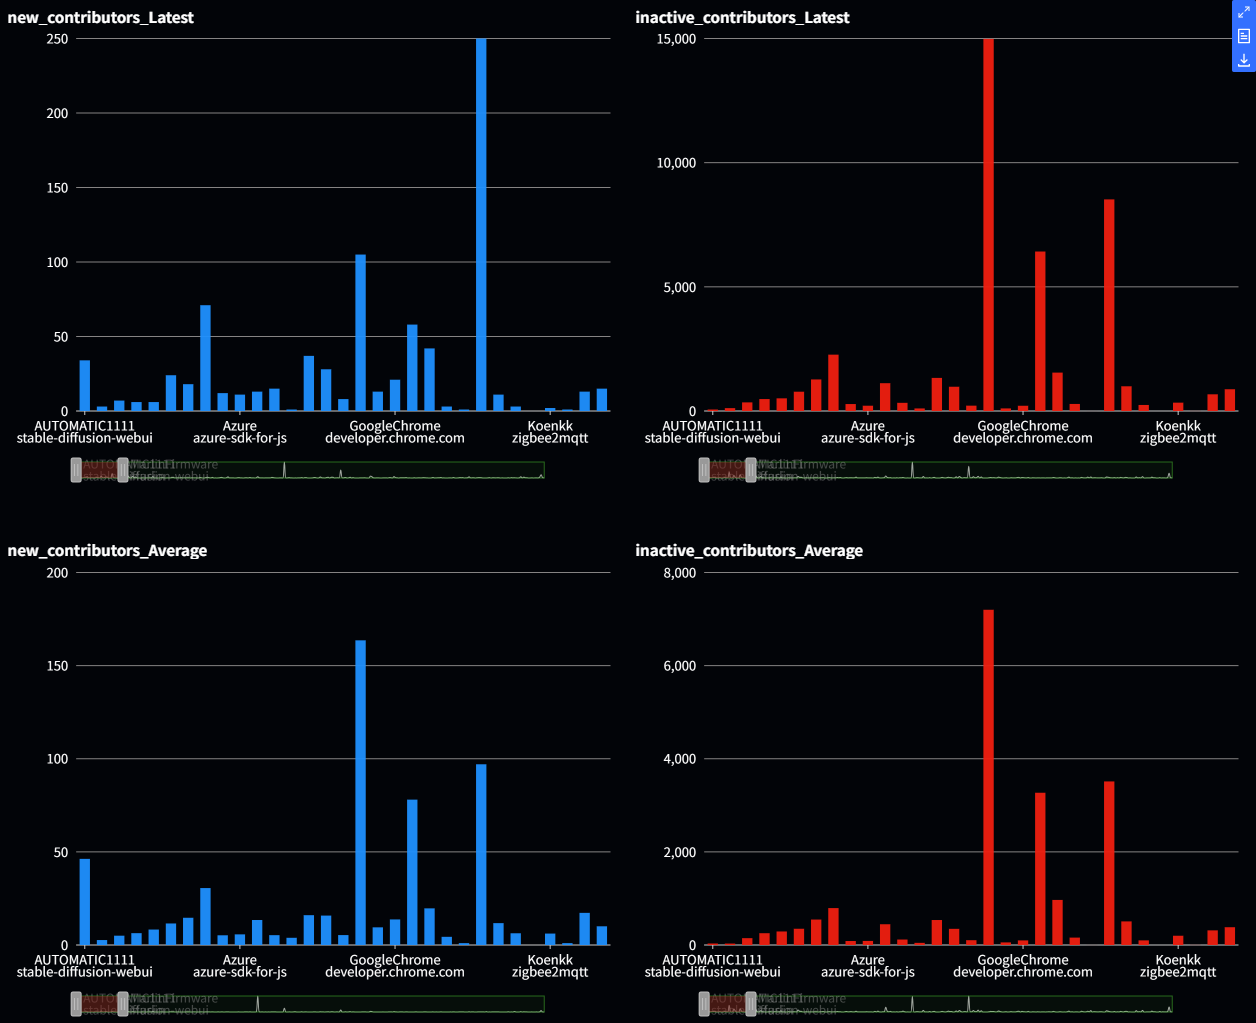 new_contributors_Latest
250
200
150
100
50
0
AUTOMATIC1111
stable-diffusion-webui
Azure
azure-sdk-for-js
GoogleChrome
developer.chrome.com
Koenkk
zigbee2mqtt
inactive_contributors_Latest
15,000
10,000
5,000
0
AUTOMATIC1111
stable-diffusion-webui
Azure
azure-sdk-for-js
GoogleChrome
developer.chrome.com
Koenkk
zigbee2mqtt
new_contributors_Average
200
150
100
50
0
AUTOMATIC1111
stable-diffusion-webui
Azure
azure-sdk-for-js
GoogleChrome
developer.chrome.com
Koenkk
zigbee2mqtt
inactive_contributors_Average
8,000
6,000
4,000
2,000
0
AUTOMATIC1111
stable-diffusion-webui
Azure
azure-sdk-for-js
GoogleChrome
developer.chrome.com
Koenkk
zigbee2mqtt